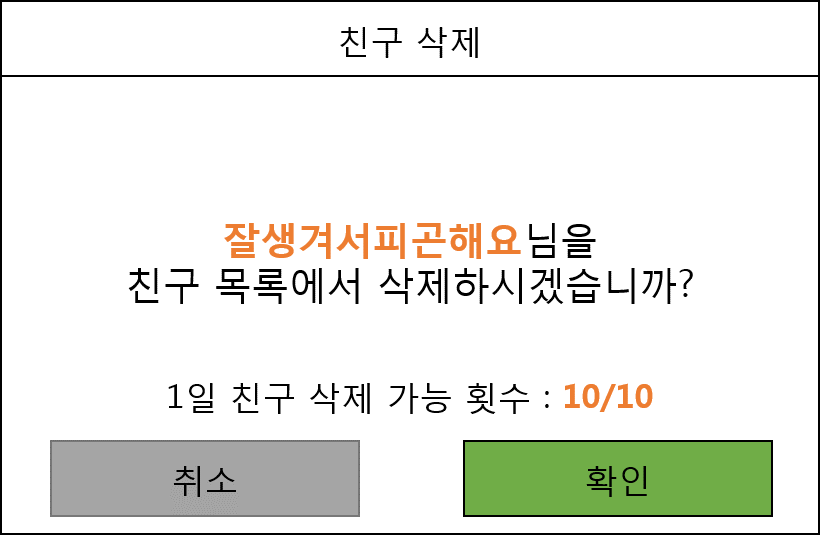 친구 삭제
잘생겨서피곤해요님을
친구 목록에서 삭제하시겠습니까?
1일 친구 삭제 가능 횟수 : 10/10
취소
확인